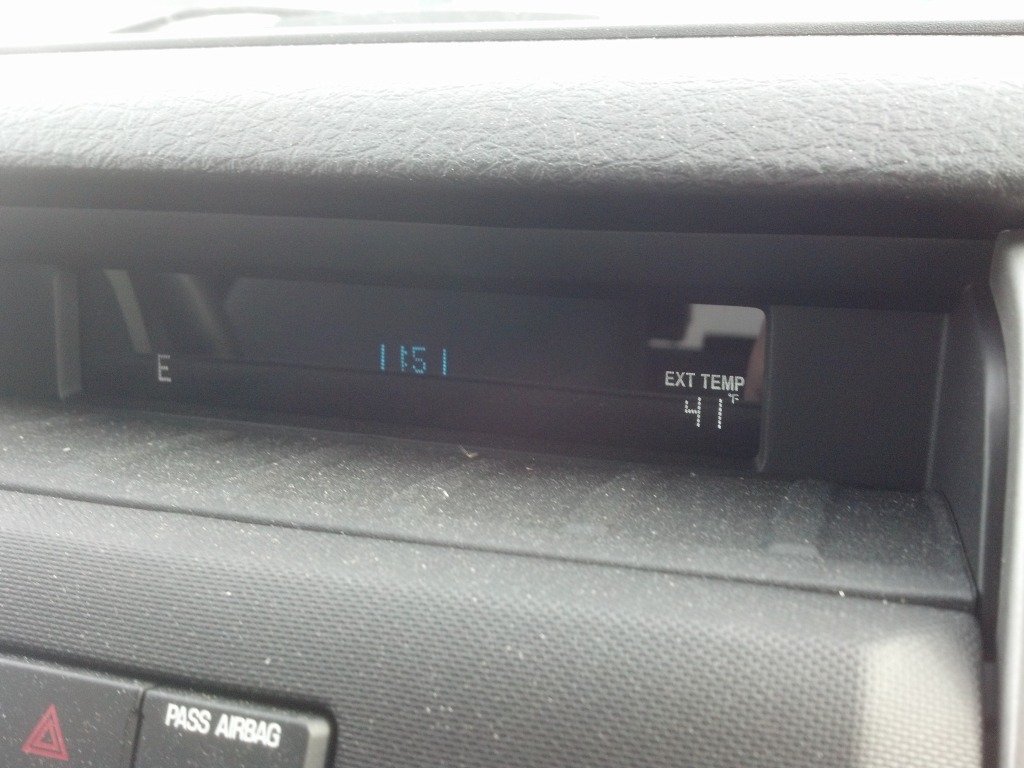 E
11:51
EXT TEMP
41°F
PASS AIRBAG